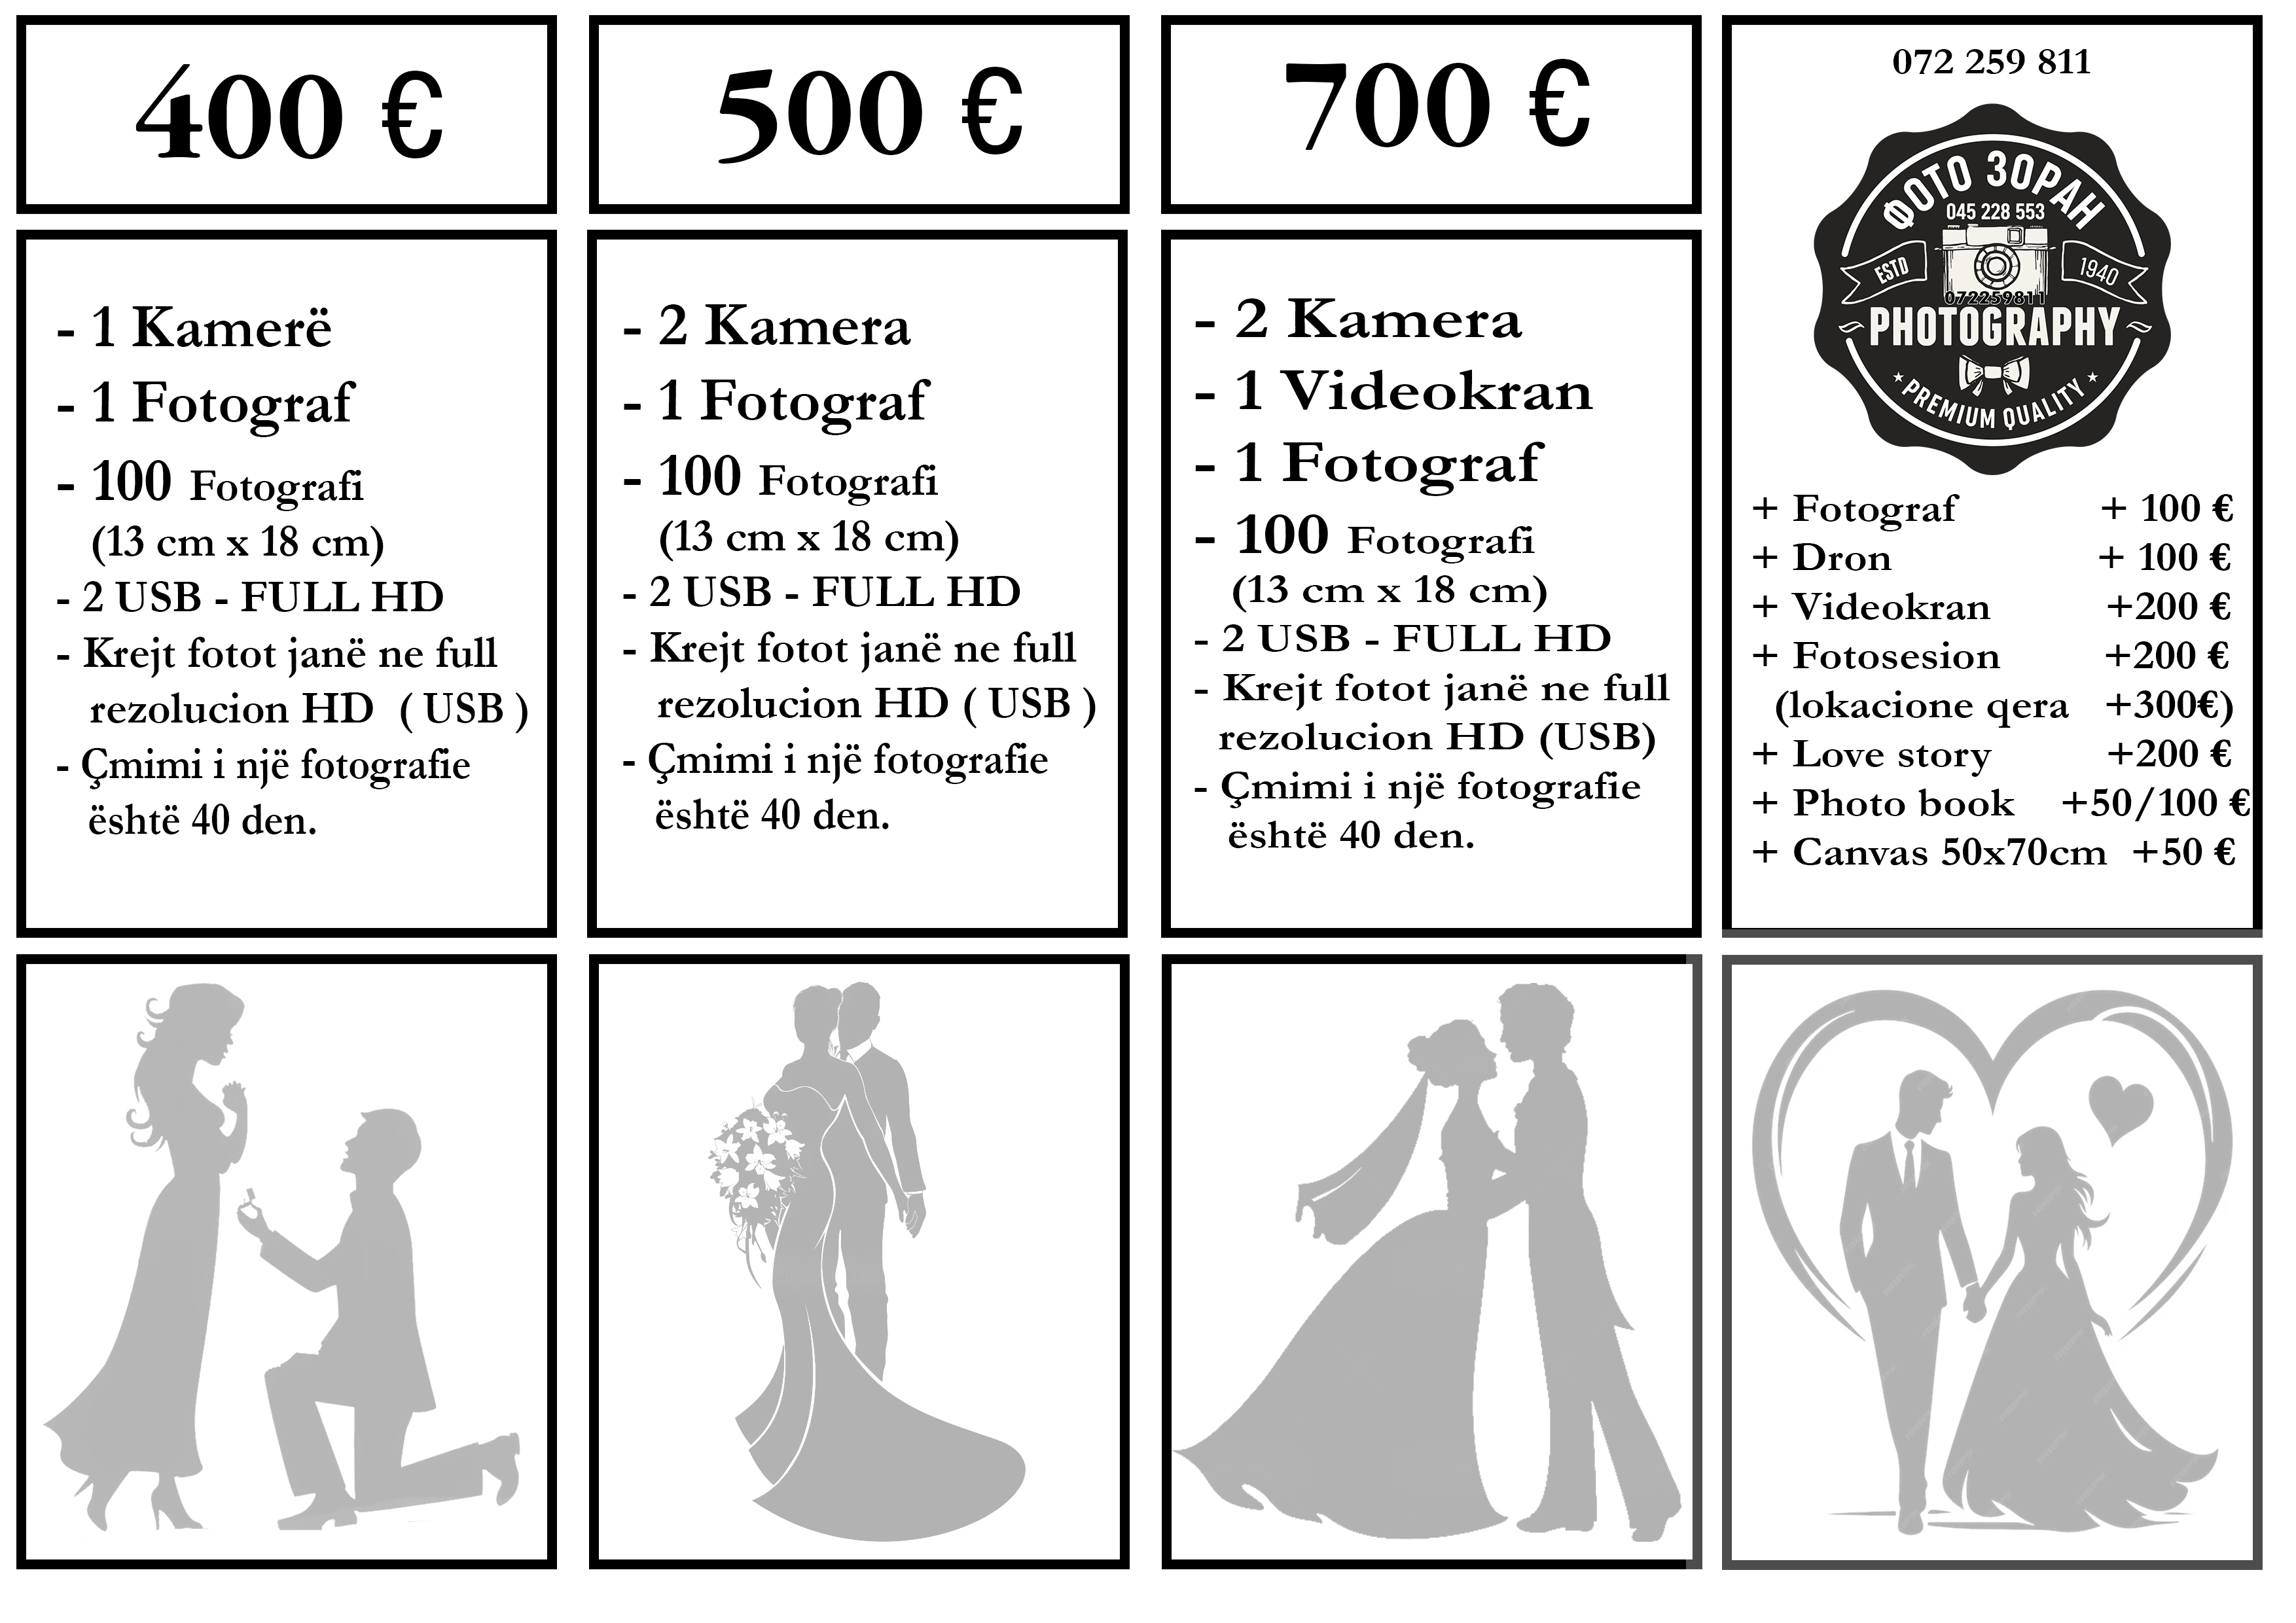 400 €
- 1 Kamerë
- 1 Fotograf
- 100 Fotografi
(13 cm x 18 cm)
- 2 USB - FULL HD
- Krejt fotot janë ne full
rezolucion HD ( USB )
- Çmimi i një fotografie
është 40 den.
500 €
- 2 Kamera
- 1 Fotograf
- 100 Fotografi
(13 cm x 18 cm)
- 2 USB - FULL HD
- Krejt fotot janë ne full
rezolucion HD ( USB )
- Çmimi i një fotografie
është 40 den.
700 €
- 2 Kamera
- 1 Videokran
- 1 Fotograf
- 100 Fotografi
(13 cm x 18 cm)
- 2 USB - FULL HD
- Krejt fotot janë ne full
rezolucion HD (USB)
- Çmimi i një fotografie
është 40 den.
072 259 811
ФОТО ЗОРАН
045 228 553
ESTD 1940
072259811
PHOTOGRAPHY
PREMIUM QUALITY
+ Fotograf + 100 €
+ Dron + 100 €
+ Videokran +200 €
+ Fotosesion +200 €
(lokacione qera +300€)
+ Love story +200 €
+ Photo book +50/100 €
+ Canvas 50x70cm +50 €